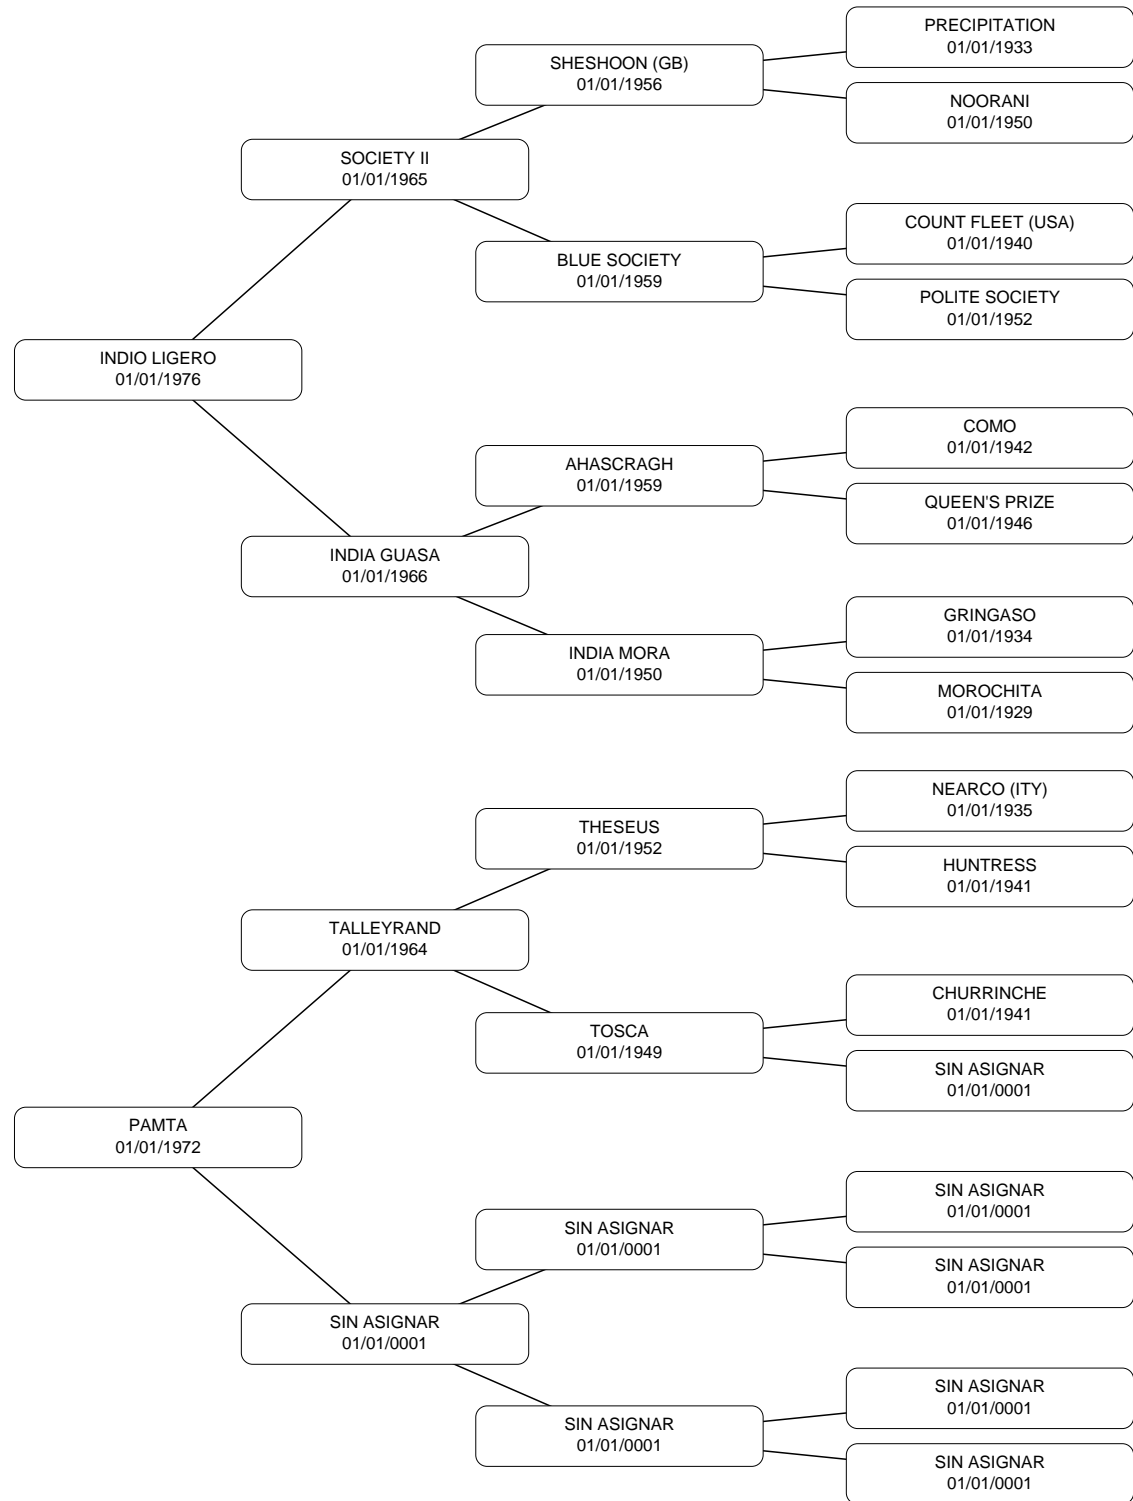 PRECIPITATION
01/01/1933
SHESHOON (GB)
01/01/1956
NOORANI
01/01/1950
SOCIETY II
01/01/1965
COUNT FLEET (USA)
01/01/1940
BLUE SOCIETY
01/01/1959
POLITE SOCIETY
01/01/1952
INDIO LIGERO
01/01/1976
COMO
01/01/1942
AHASCRAGH
01/01/1959
QUEEN'S PRIZE
01/01/1946
INDIA GUASA
01/01/1966
GRINGASO
01/01/1934
INDIA MORA
01/01/1950
MOROCHITA
01/01/1929
NEARCO (ITY)
01/01/1935
THESEUS
01/01/1952
HUNTRESS
01/01/1941
TALLEYRAND
01/01/1964
CHURRINCHE
01/01/1941
TOSCA
01/01/1949
SIN ASIGNAR
01/01/0001
PAMTA
01/01/1972
SIN ASIGNAR
01/01/0001
SIN ASIGNAR
01/01/0001
SIN ASIGNAR
01/01/0001
SIN ASIGNAR
01/01/0001
SIN ASIGNAR
01/01/0001
SIN ASIGNAR
01/01/0001
SIN ASIGNAR
01/01/0001